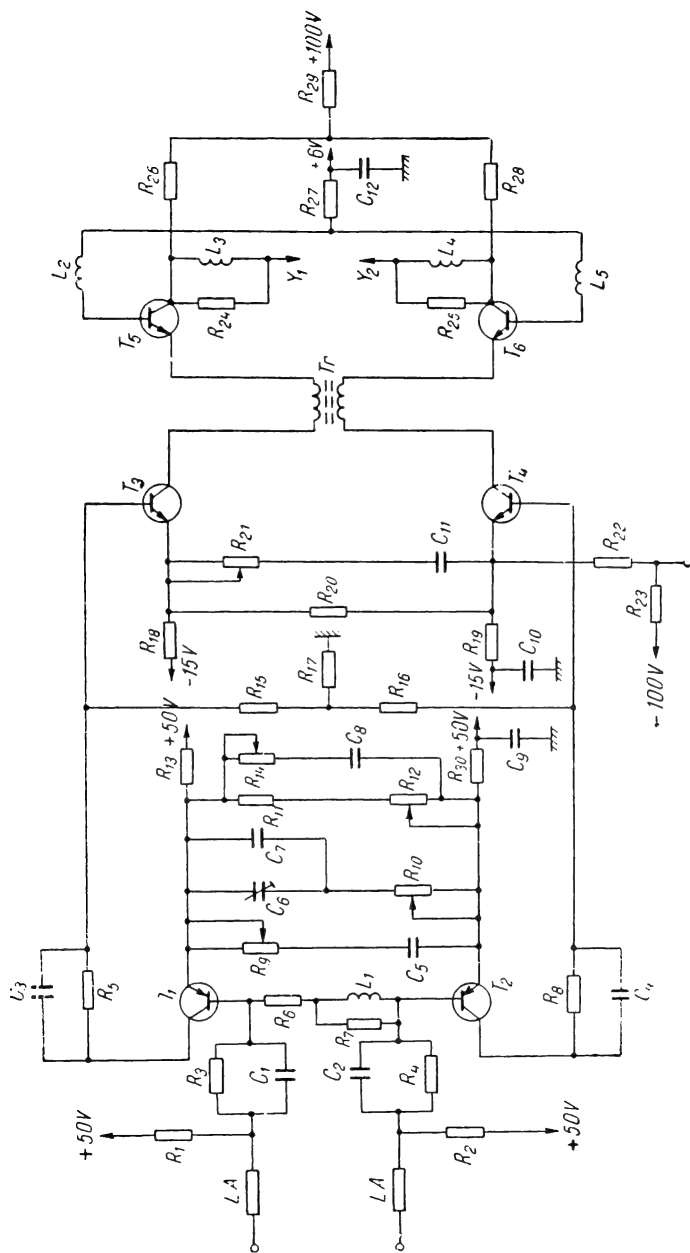 L2
R26
R29 +100V
T5
L3
R24
Y1
R27
+6V
C12
Y2
L4
R25
R28
T6
L5
Tr
T3
T4
R21
C11
R22
R20
R23
-100V
R18
-15V
R19
-15V
C10
R17
R15
R16
R13 +50V
R30 +50V
C9
R14
C8
R11
R12
C7
C6
R10
R9
C5
R5
T2
R8
R6
L1
R7
R3
C1
C2
R4
+50V
R1
R2
+50V
LA
LA